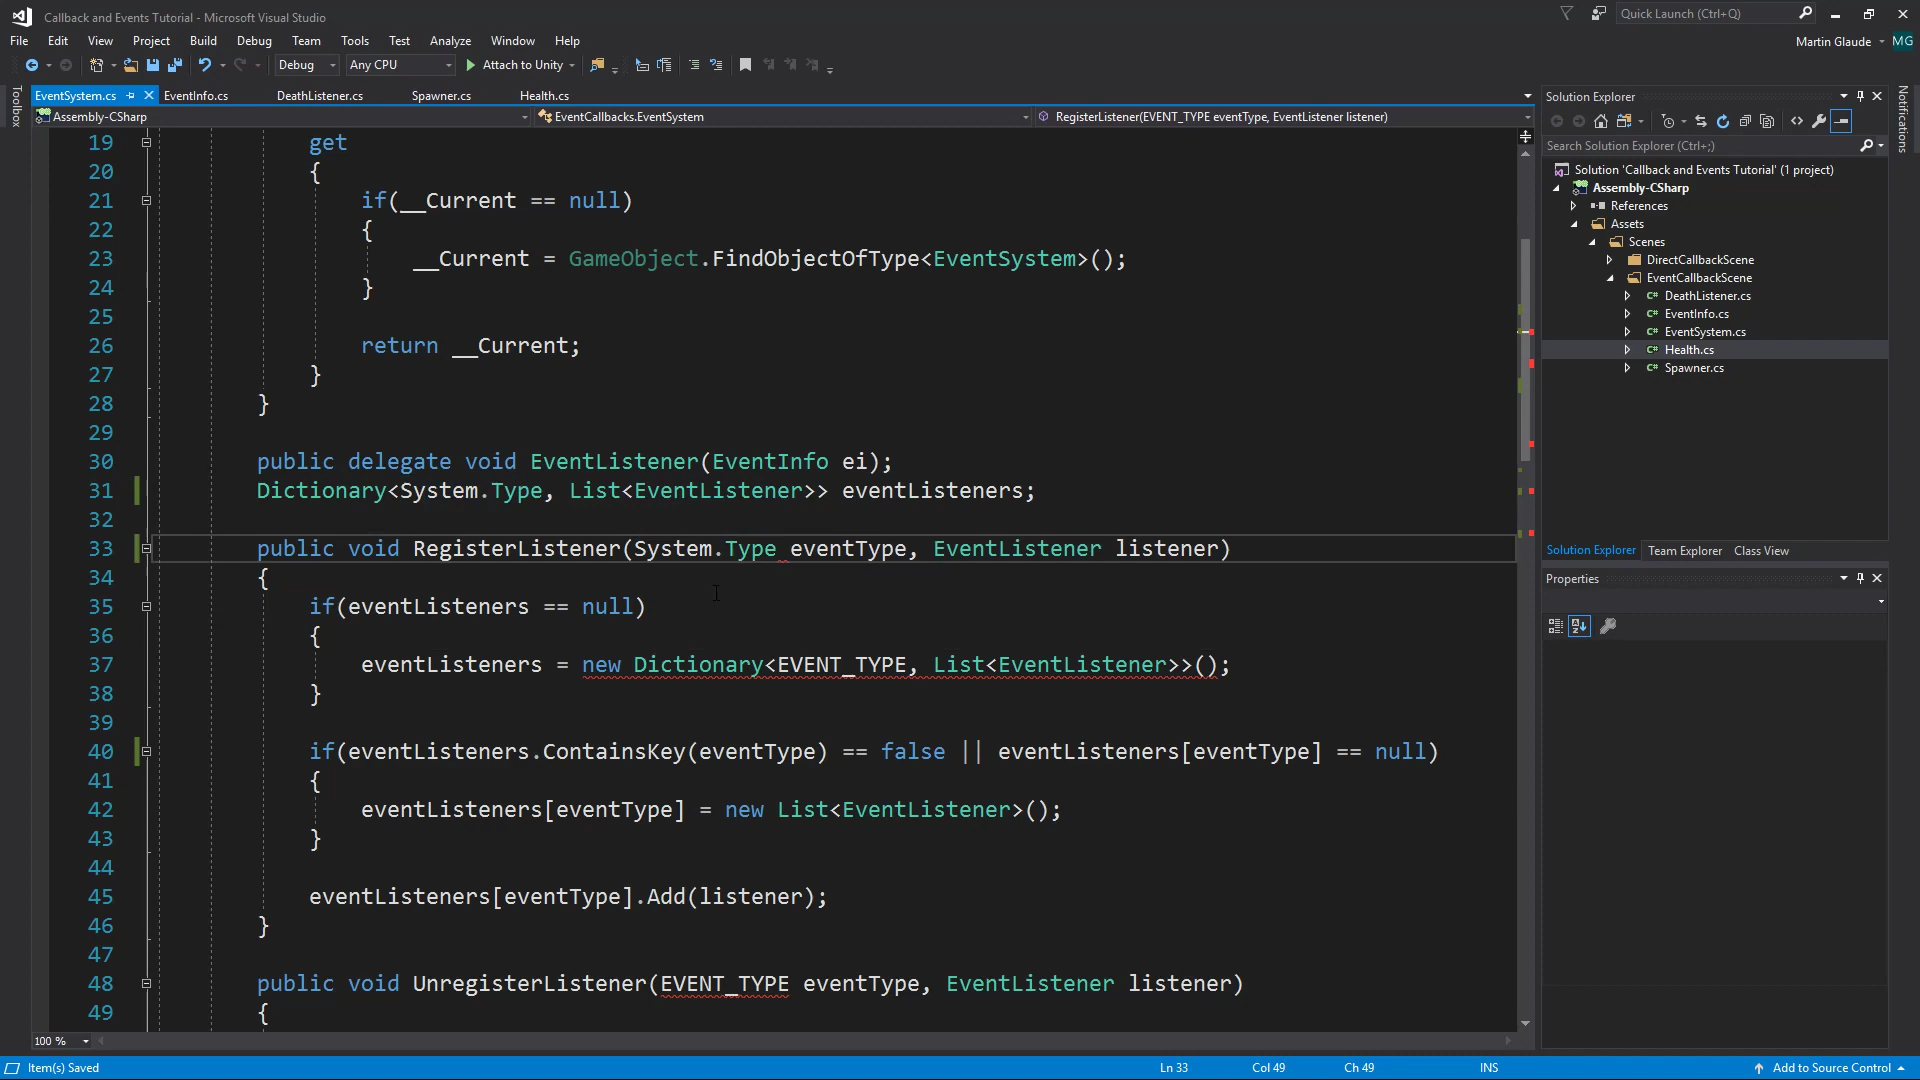 Callback and Events Tutorial - Microsoft Visual Studio
Quick Launch (Ctrl+Q)
File Edit View Project Build Debug Team Tools Test Analyze Window Help
Martin Glaude MG
Debug Any CPU Attach to Unity
Toolbox
EventSystem.cs EventInfo.cs DeathListener.cs Spawner.cs Health.cs
Assembly-CSharp EventCallbacks.EventSystem RegisterListener(EVENT_TYPE eventType, EventListener listener)
19 get
20 {
21 if(__Current == null)
22 {
23 __Current = GameObject.FindObjectOfType<EventSystem>();
24 }
25
26 return __Current;
27 }
28 }
29
30 public delegate void EventListener(EventInfo ei);
31 Dictionary<System.Type, List<EventListener>> eventListeners;
32
33 public void RegisterListener(System.Type eventType, EventListener listener)
34 {
35 if(eventListeners == null)
36 {
37 eventListeners = new Dictionary<EVENT_TYPE, List<EventListener>>();
38 }
39
40 if(eventListeners.ContainsKey(eventType) == false || eventListeners[eventType] == null)
41 {
42 eventListeners[eventType] = new List<EventListener>();
43 }
44
45 eventListeners[eventType].Add(listener);
46 }
47
48 public void UnregisterListener(EVENT_TYPE eventType, EventListener listener)
49 {
100 %
Solution Explorer
Search Solution Explorer (Ctrl+;)
Solution 'Callback and Events Tutorial' (1 project)
Assembly-CSharp
References
Assets
Scenes
DirectCallbackScene
EventCallbackScene
C# DeathListener.cs
C# EventInfo.cs
C# EventSystem.cs
C# Health.cs
C# Spawner.cs
Solution Explorer Team Explorer Class View
Properties
Notifications
Item(s) Saved Ln 33 Col 49 Ch 49 INS Add to Source Control